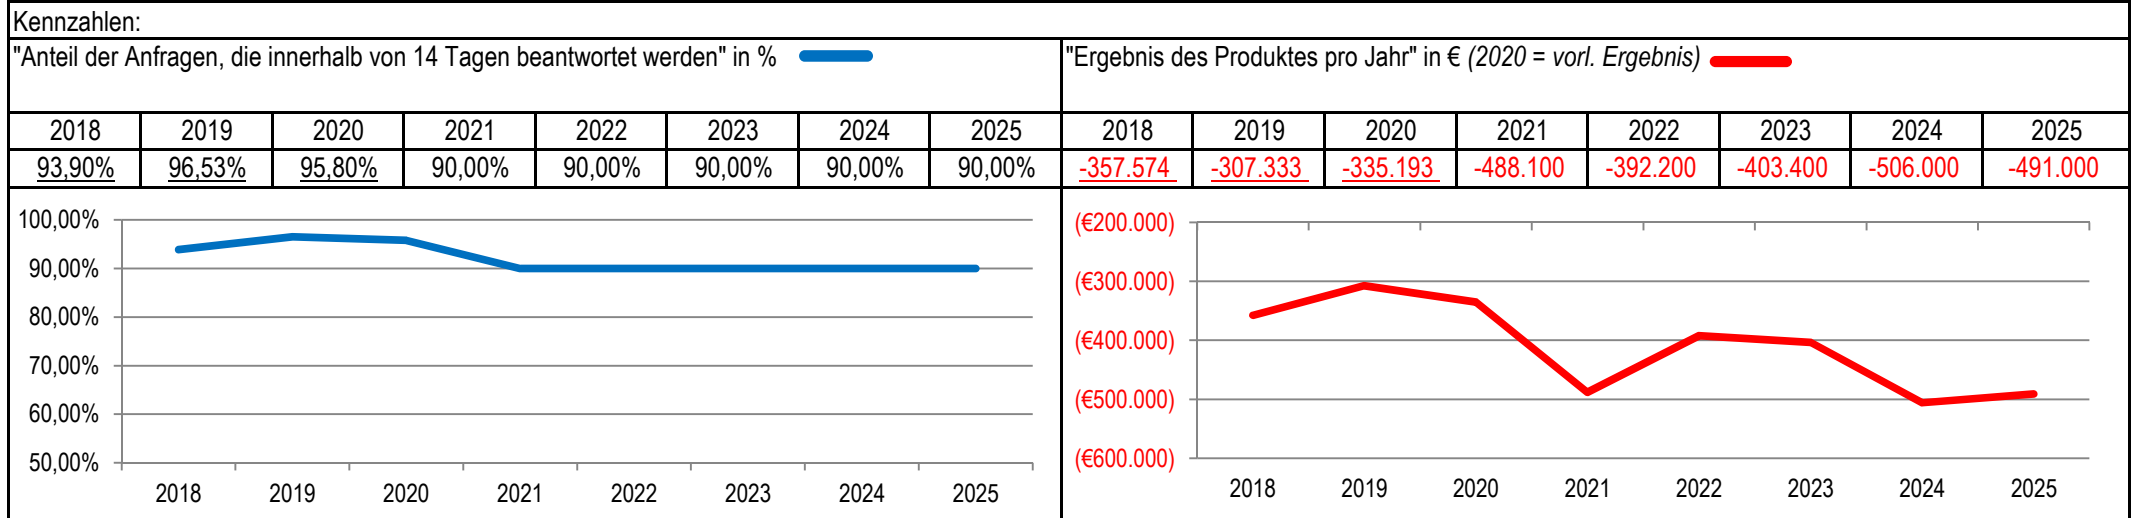 Kennzahlen:
"Anteil der Anfragen, die innerhalb von 14 Tagen beantwortet werden" in %
"Ergebnis des Produktes pro Jahr" in € (2020 = vorl. Ergebnis)
2018 2019 2020 2021 2022 2023 2024 2025 2018 2019 2020 2021 2022 2023 2024 2025
93,90% 96,53% 95,80% 90,00% 90,00% 90,00% 90,00% 90,00% -357.574 -307.333 -335.193 -488.100 -392.200 -403.400 -506.000 -491.000
100,00%
90,00%
80,00%
70,00%
60,00%
50,00%
2018 2019 2020 2021 2022 2023 2024 2025
(€200.000)
(€300.000)
(€400.000)
(€500.000)
(€600.000)
2018 2019 2020 2021 2022 2023 2024 2025